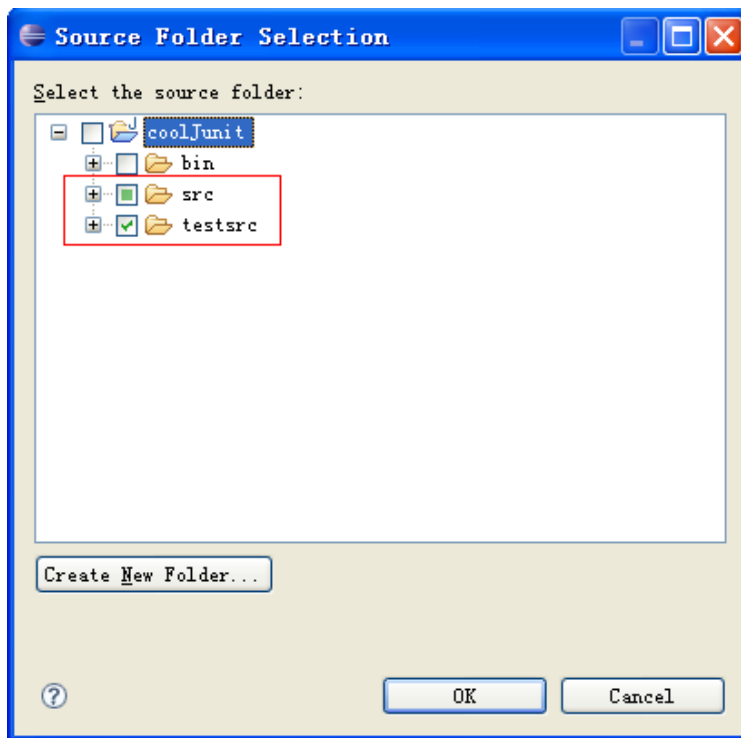 Source Folder Selection
Select the source folder:
coolJunit
bin
src
testsrc
Create New Folder...
OK
Cancel